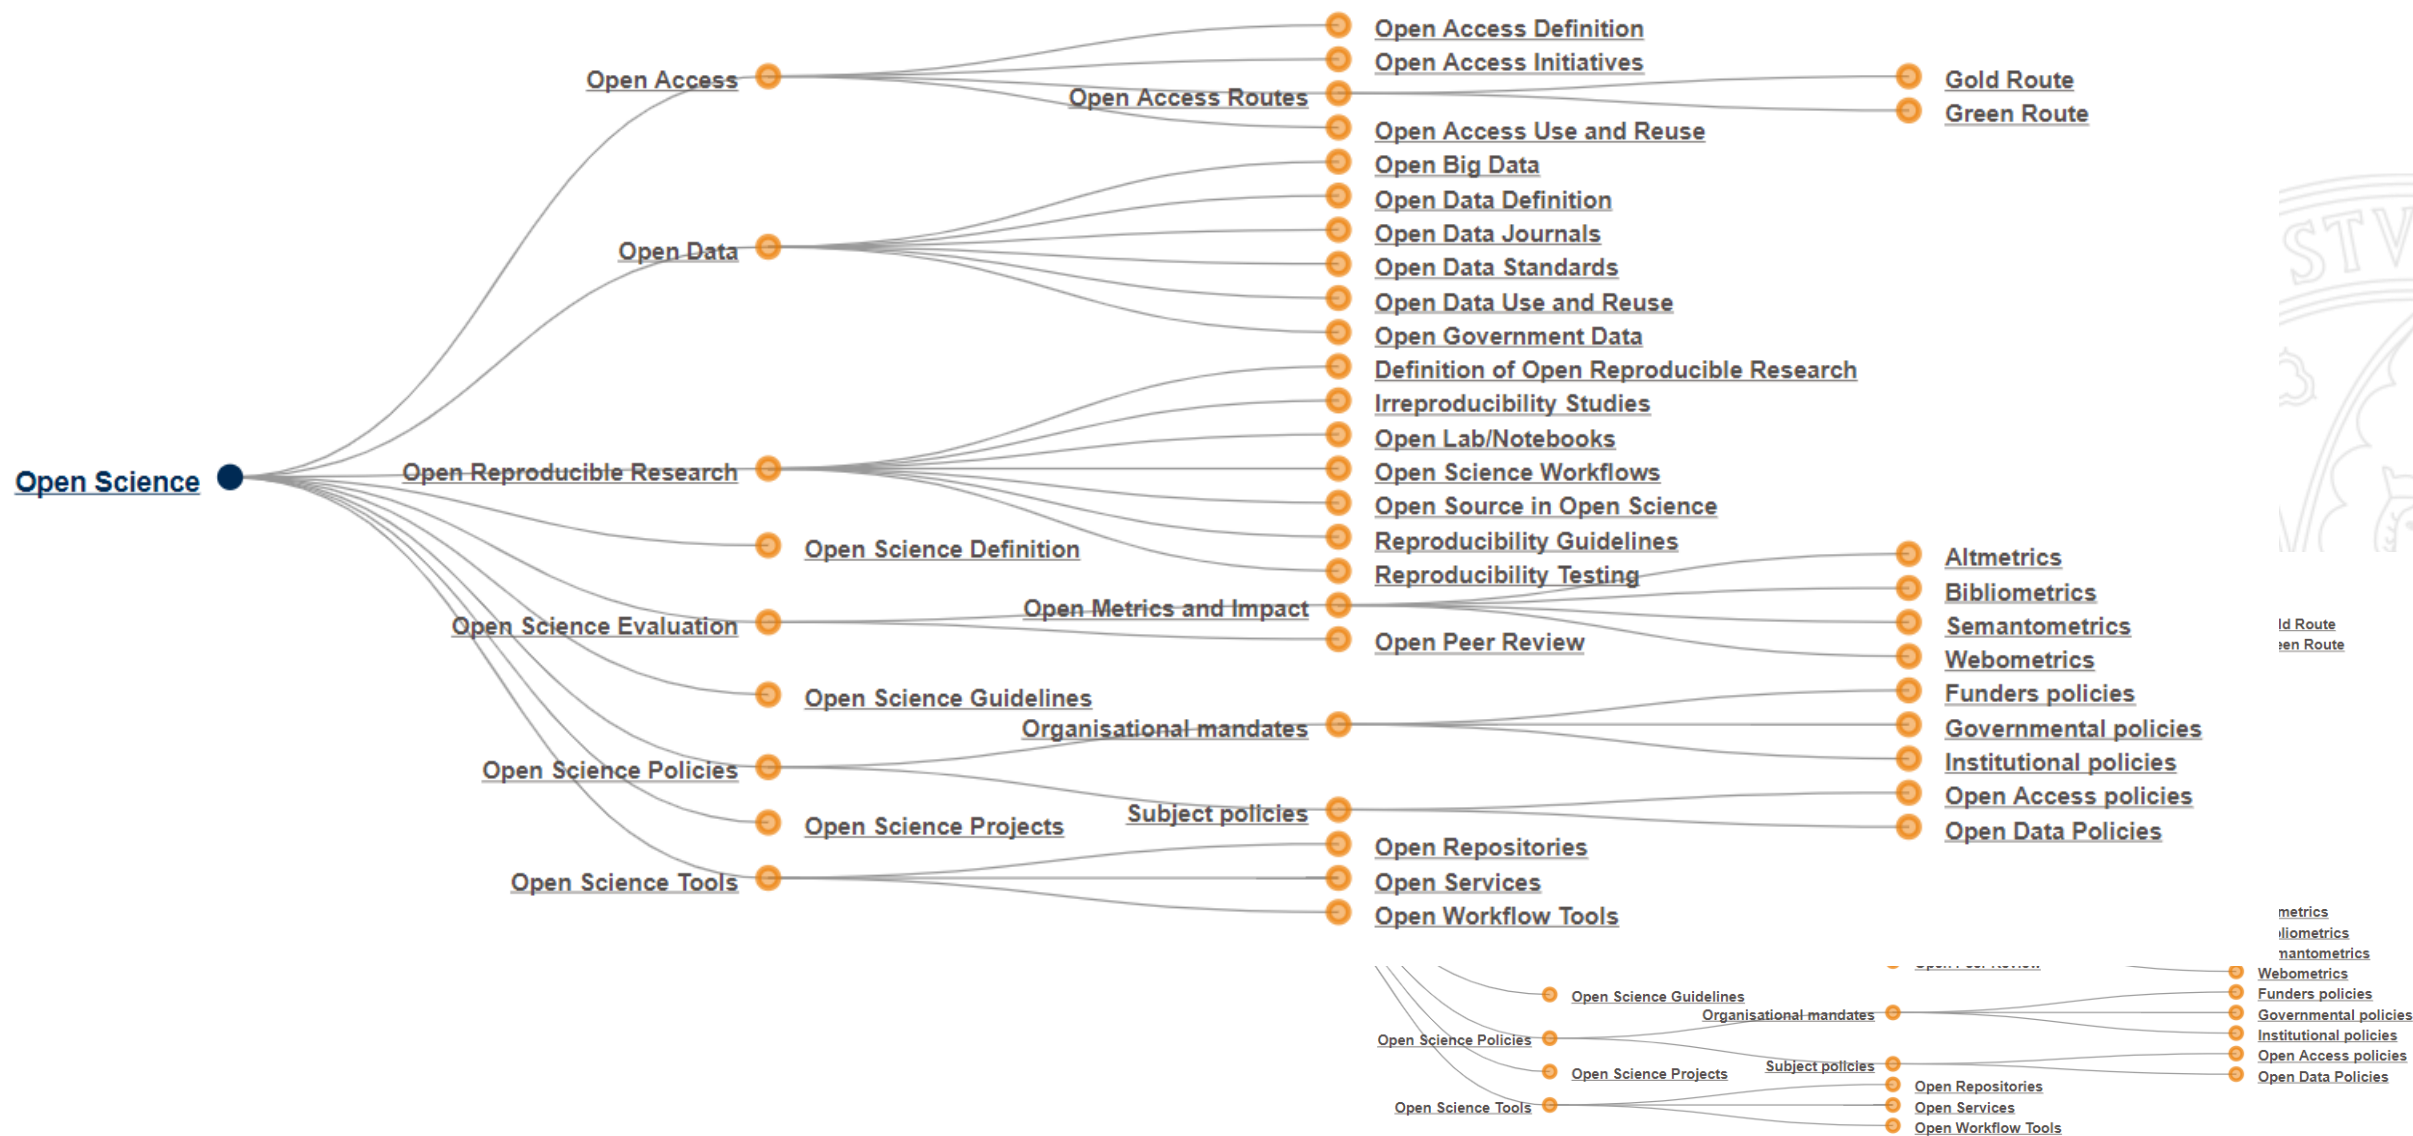 Open Access Definition
Open Access Initiatives
Open Access
Open Access Routes
Gold Route
Green Route
Open Access Use and Reuse
Open Big Data
Open Data Definition
Open Data Journals
Open Data
Open Data Standards
Open Data Use and Reuse
Open Government Data
Definition of Open Reproducible Research
Irreproducibility Studies
Open Lab/Notebooks
Open Science
Open Reproducible Research
Open Science Workflows
Open Source in Open Science
Reproducibility Guidelines
Open Science Definition
Reproducibility Testing
Altmetrics
Bibliometrics
Open Science Evaluation
Open Metrics and Impact
Semantometrics
Open Peer Review
Webometrics
Open Science Guidelines
Funders policies
Organisational mandates
Governmental policies
Open Science Policies
Institutional policies
Open Access policies
Open Science Projects
Subject policies
Open Data Policies
Open Repositories
Open Science Tools
Open Services
Open Workflow Tools
STV
ld Route
een Route
metrics
liometrics
mantometrics
Webometrics
Open Science Guidelines
Funders policies
Organisational mandates
Governmental policies
Open Science Policies
Institutional policies
Open Access policies
Open Science Projects
Subject policies
Open Data Policies
Open Repositories
Open Science Tools
Open Services
Open Workflow Tools